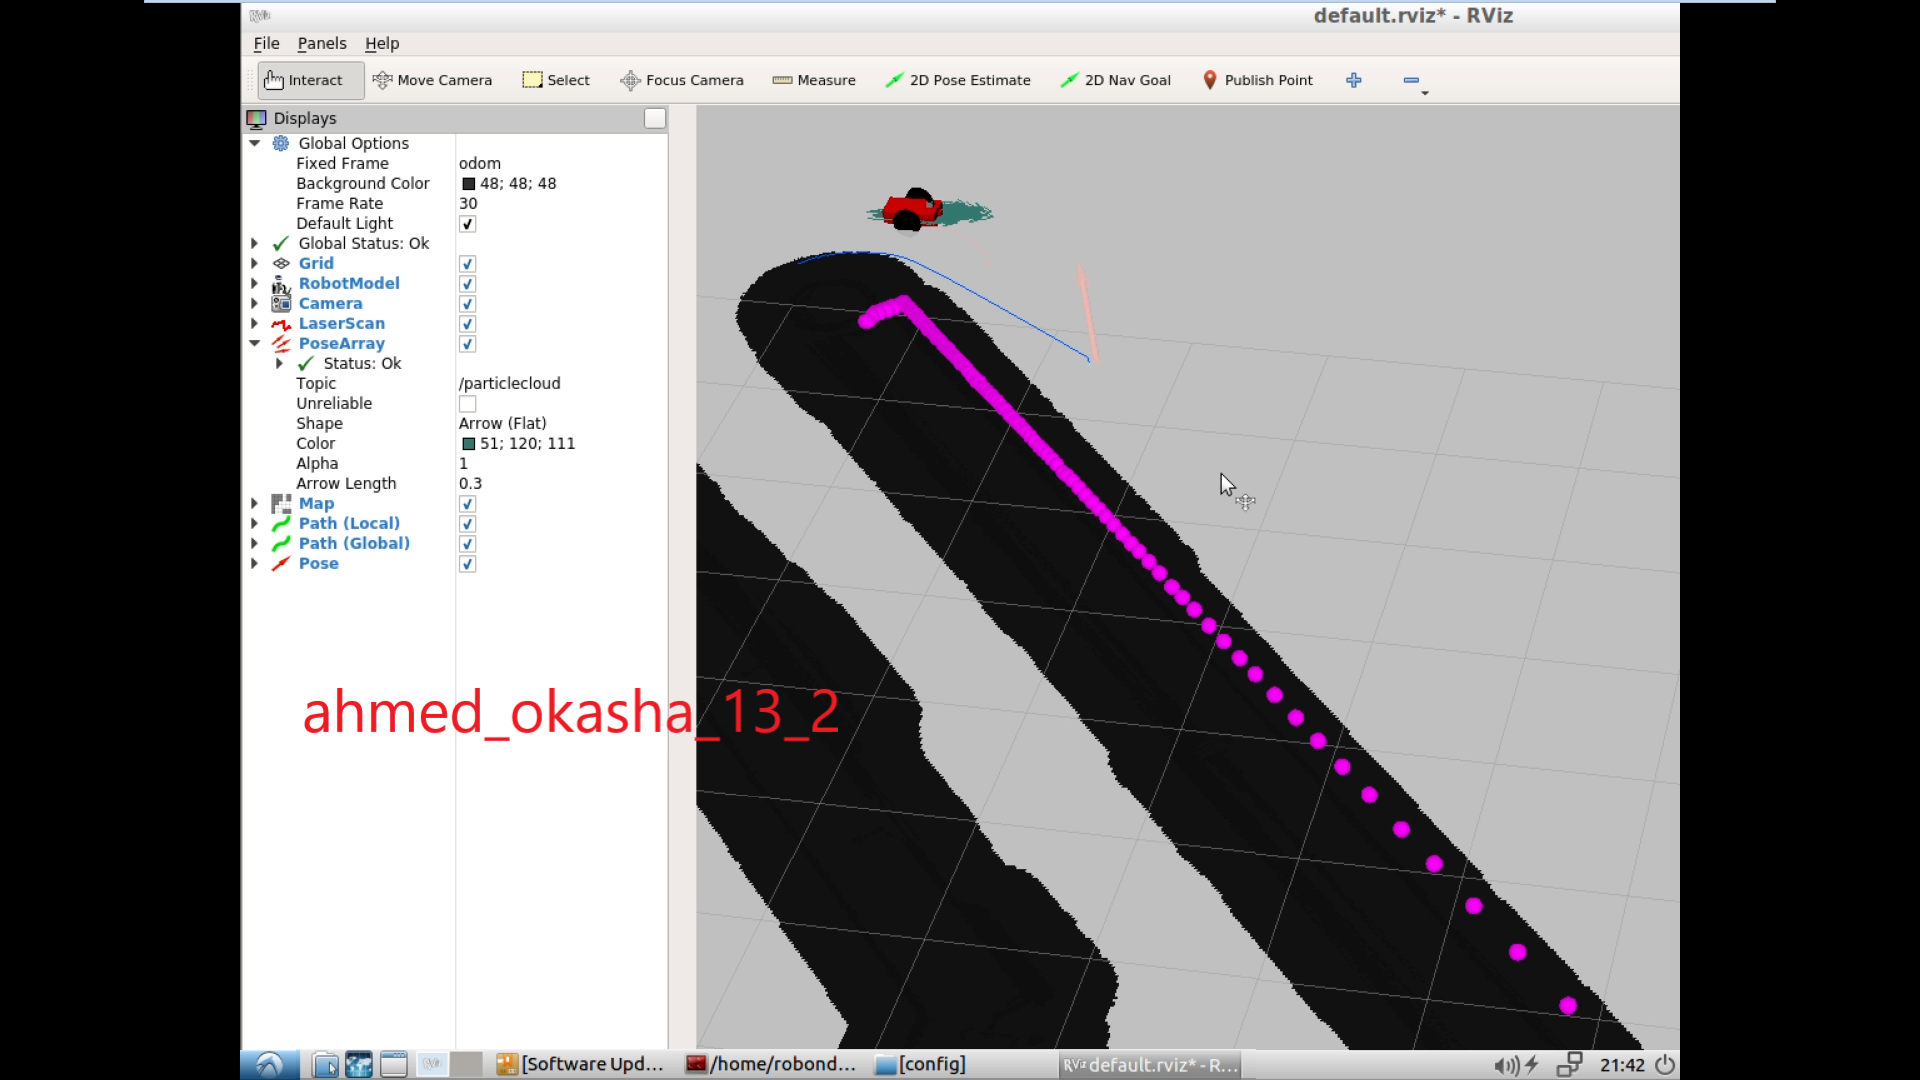 RViz
default.rviz* - RViz
File Panels Help
Interact Move Camera Select Focus Camera Measure 2D Pose Estimate 2D Nav Goal Publish Point
Displays
Global Options
Fixed Frame odom
Background Color 48; 48; 48
Frame Rate 30
Default Light
Global Status: Ok
Grid
RobotModel
Camera
LaserScan
PoseArray
Status: Ok
Topic /particlecloud
Unreliable
Shape Arrow (Flat)
Color 51; 120; 111
Alpha 1
Arrow Length 0.3
Map
Path (Local)
Path (Global)
Pose
ahmed_okasha_13_2
[Software Upd... /home/robond... [config] RViz default.rviz* - R... 21:42